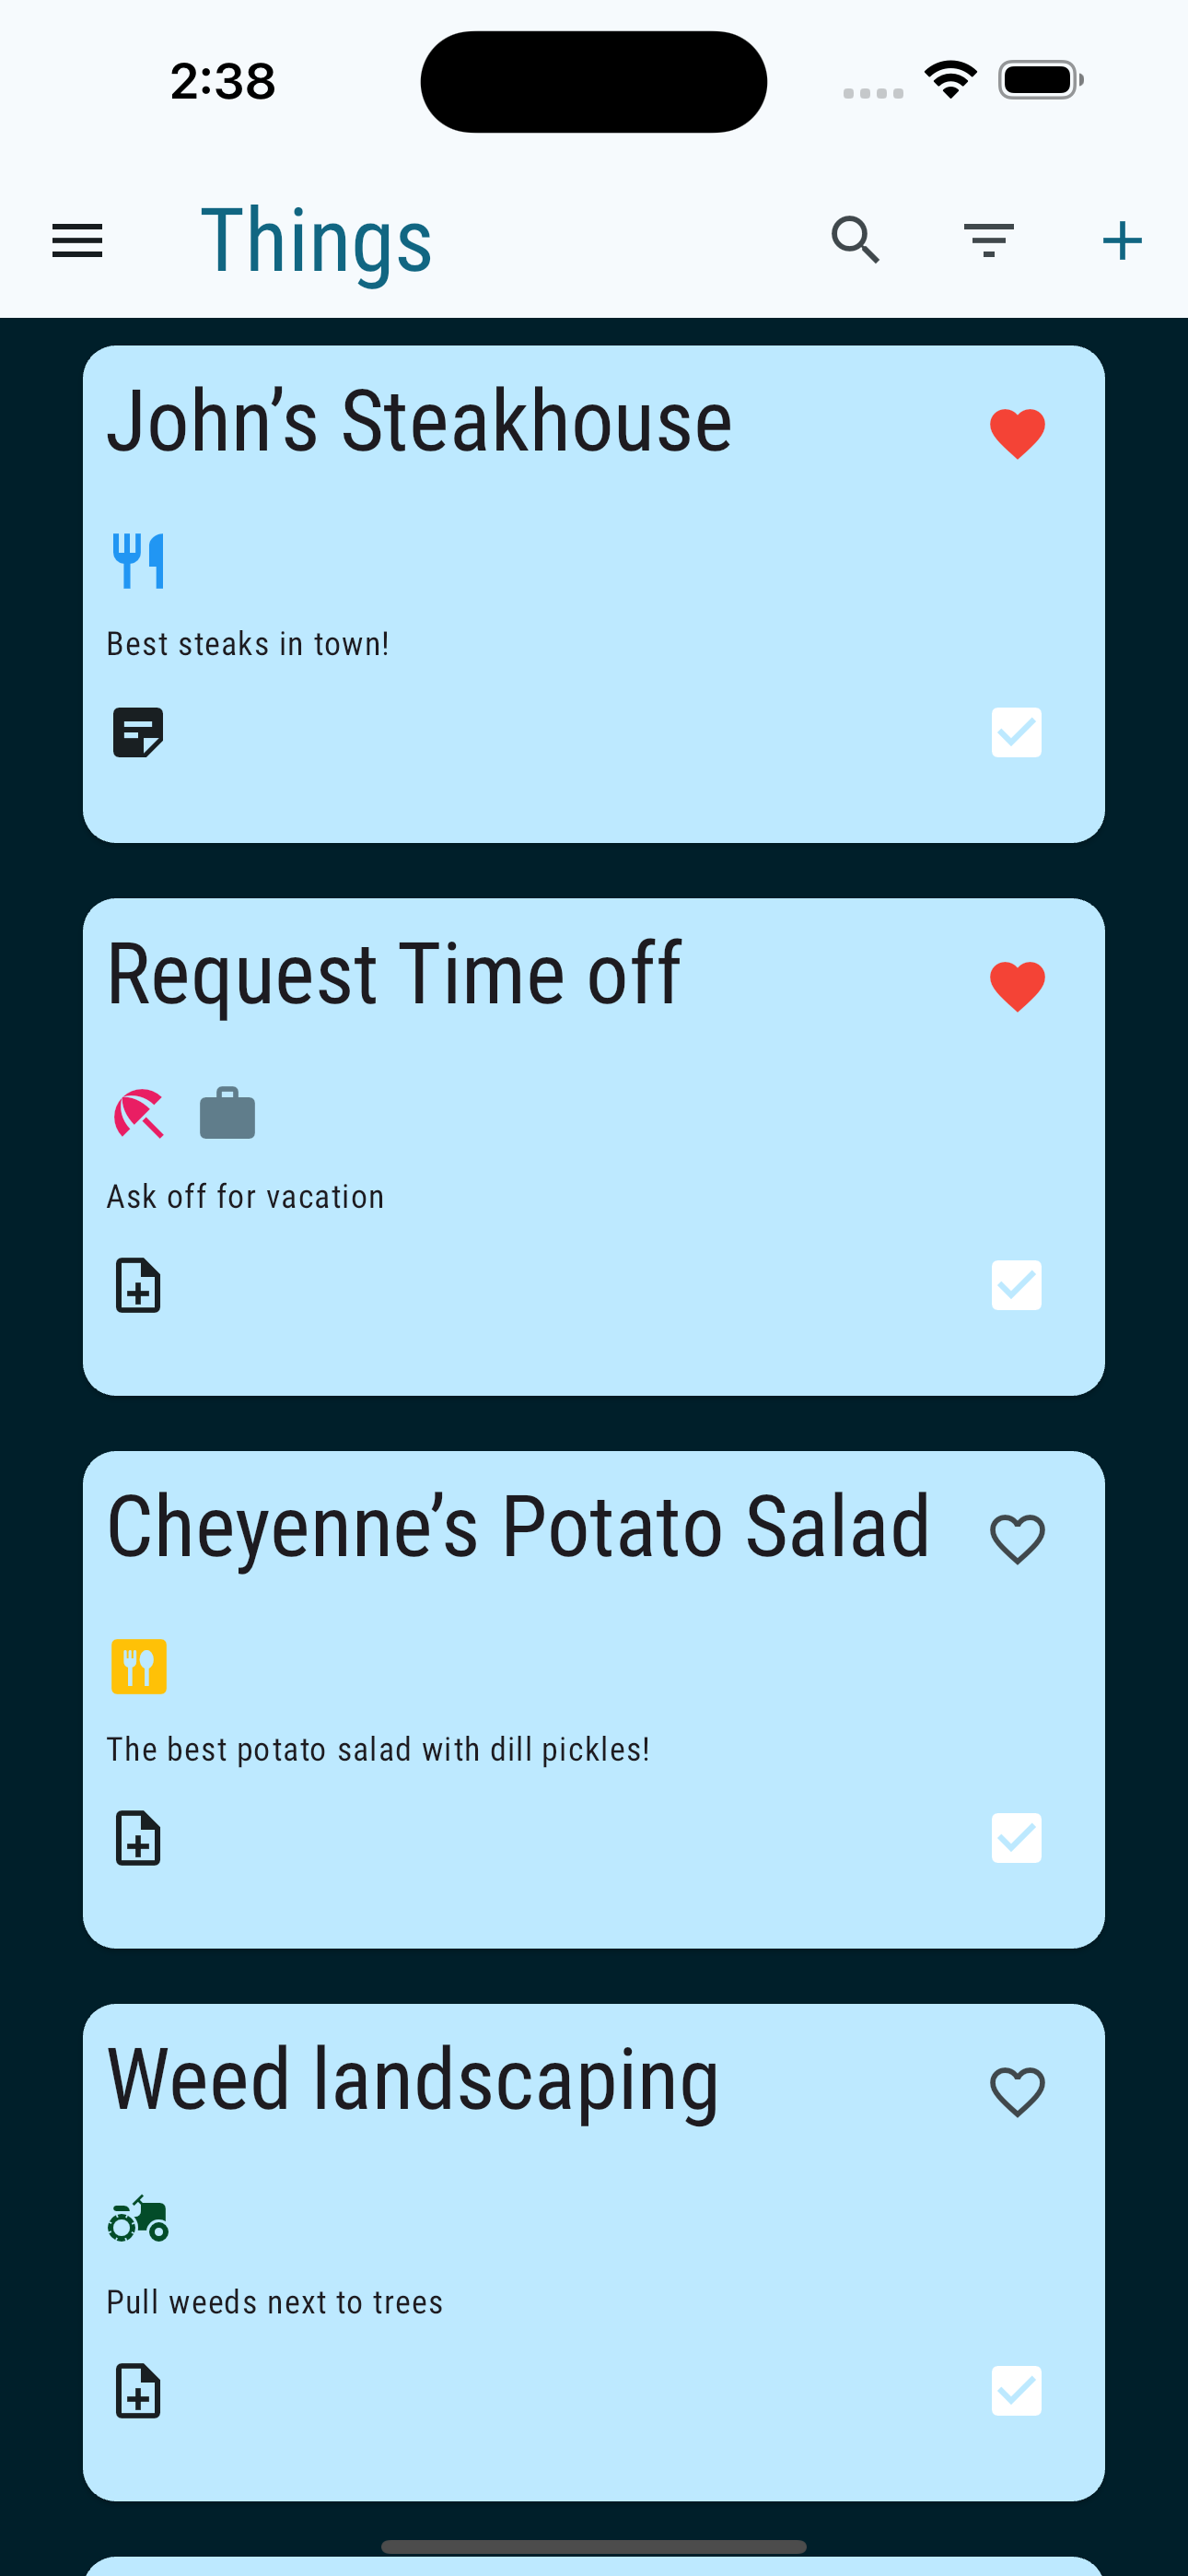 2:38
Things
John’s Steakhouse
Best steaks in town!
Request Time off
Ask off for vacation
Cheyenne’s Potato Salad
The best potato salad with dill pickles!
Weed landscaping
Pull weeds next to trees